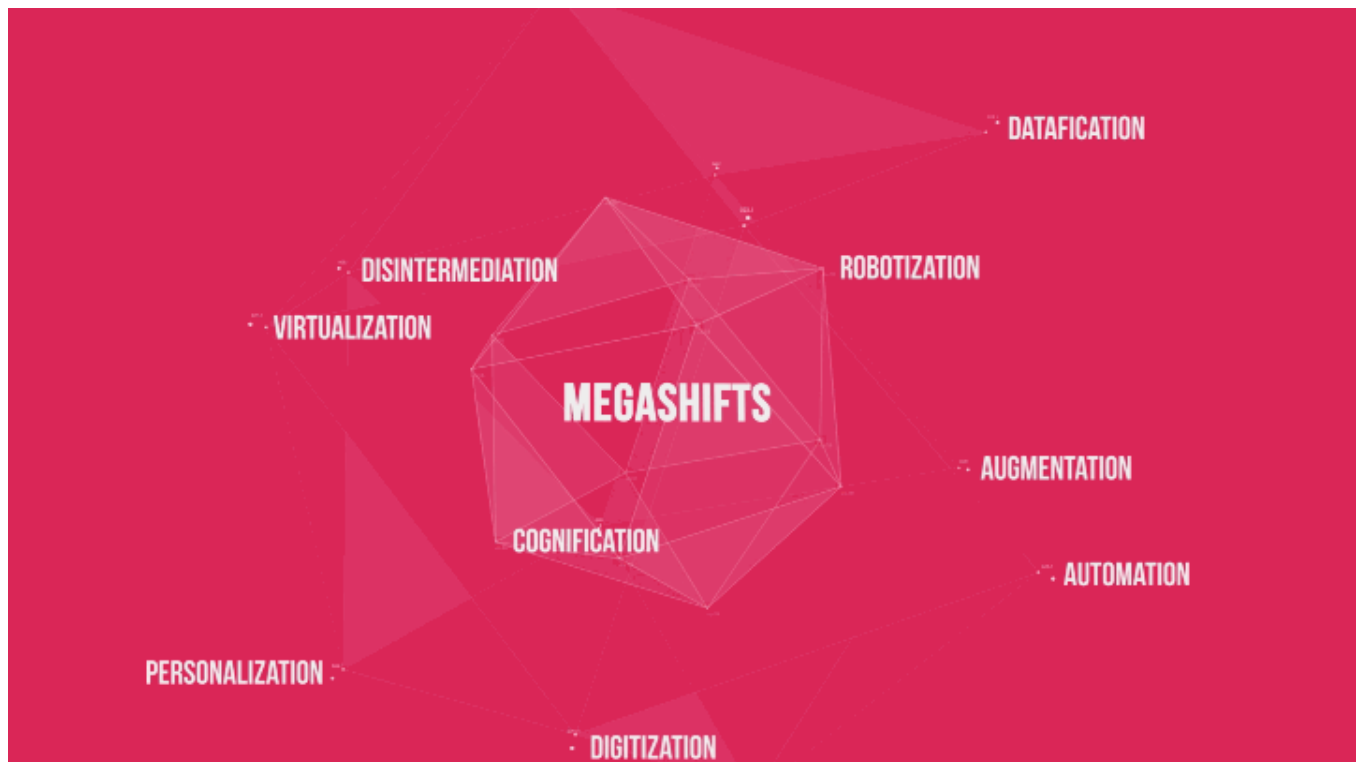 DATAFICATION
DISINTERMEDIATION
ROBOTIZATION
VIRTUALIZATION
MEGASHIFTS
AUGMENTATION
COGNIFICATION
AUTOMATION
PERSONALIZATION
DIGITIZATION